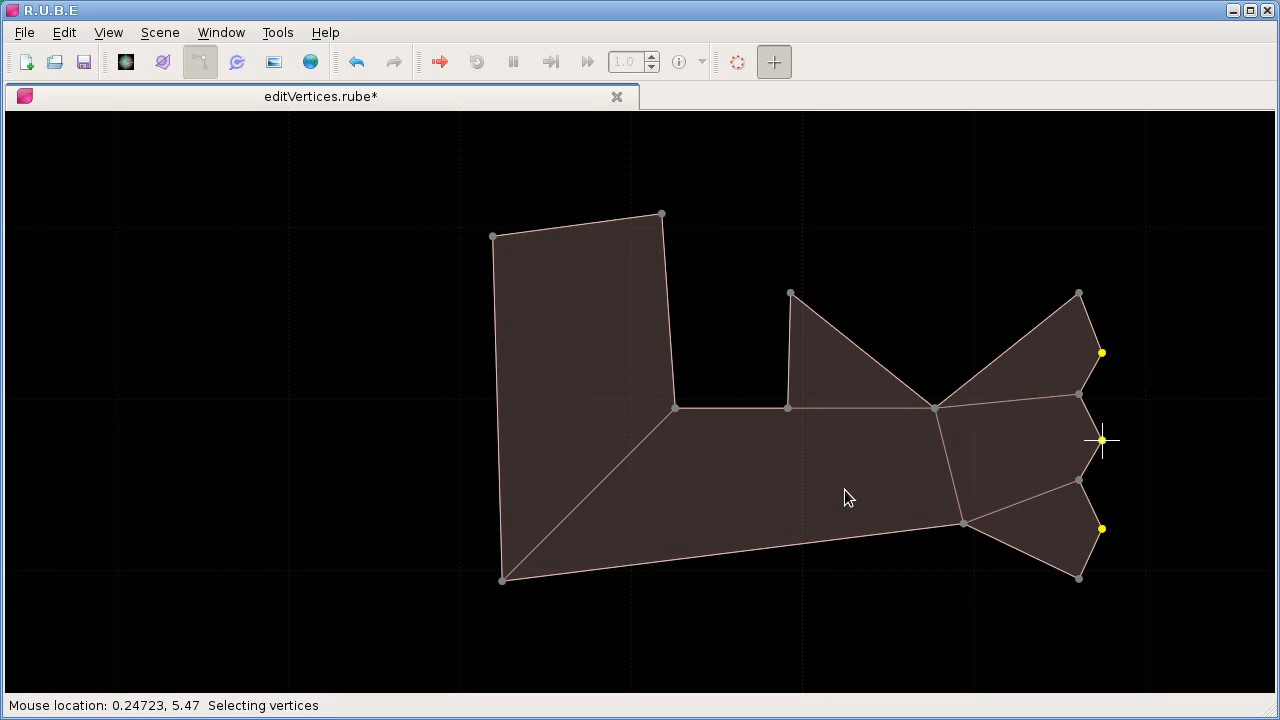 R.U.B.E
File Edit View Scene Window Tools Help
1.0
editVertices.rube*
Mouse location: 0.24723, 5.47 Selecting vertices